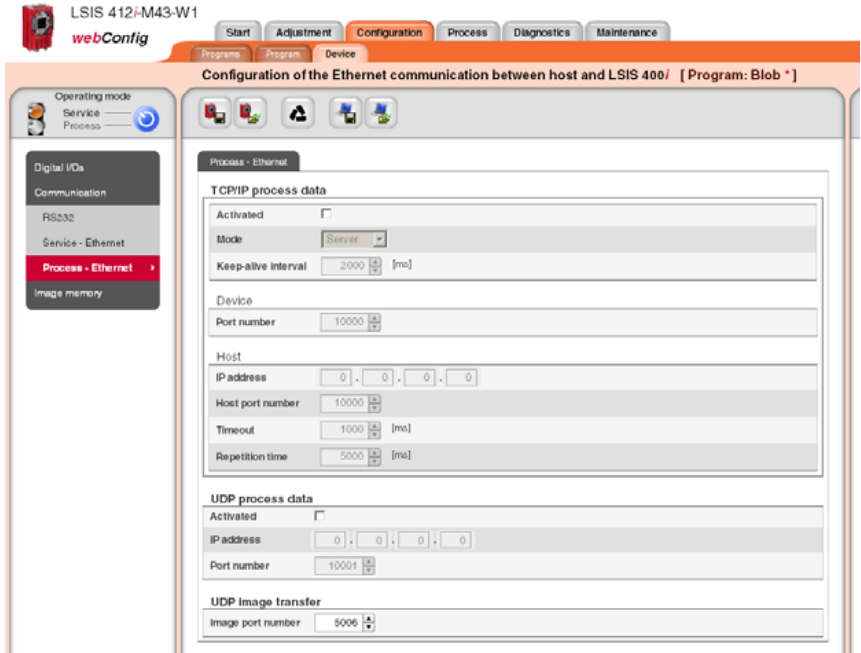 LSIS 412i-M43-W1
webConfig
Start Adjustment Configuration Process Diagnostics Maintenance
Programs Program Device
Configuration of the Ethernet communication between host and LSIS 400i [ Program: Blob * ]
Operating mode
Service
Process
Digital I/Os
Communication
RS232
Service - Ethernet
Process - Ethernet
Image memory
Process - Ethernet
TCP/IP process data
Activated
Mode Server
Keep-alive interval 2000 [ms]
Device
Port number 10000
Host
IP address 0 . 0 . 0 . 0
Host port number 10000
Timeout 1000 [ms]
Repetition time 5000 [ms]
UDP process data
Activated
IP address 0 . 0 . 0 . 0
Port number 10001
UDP image transfer
Image port number 5006